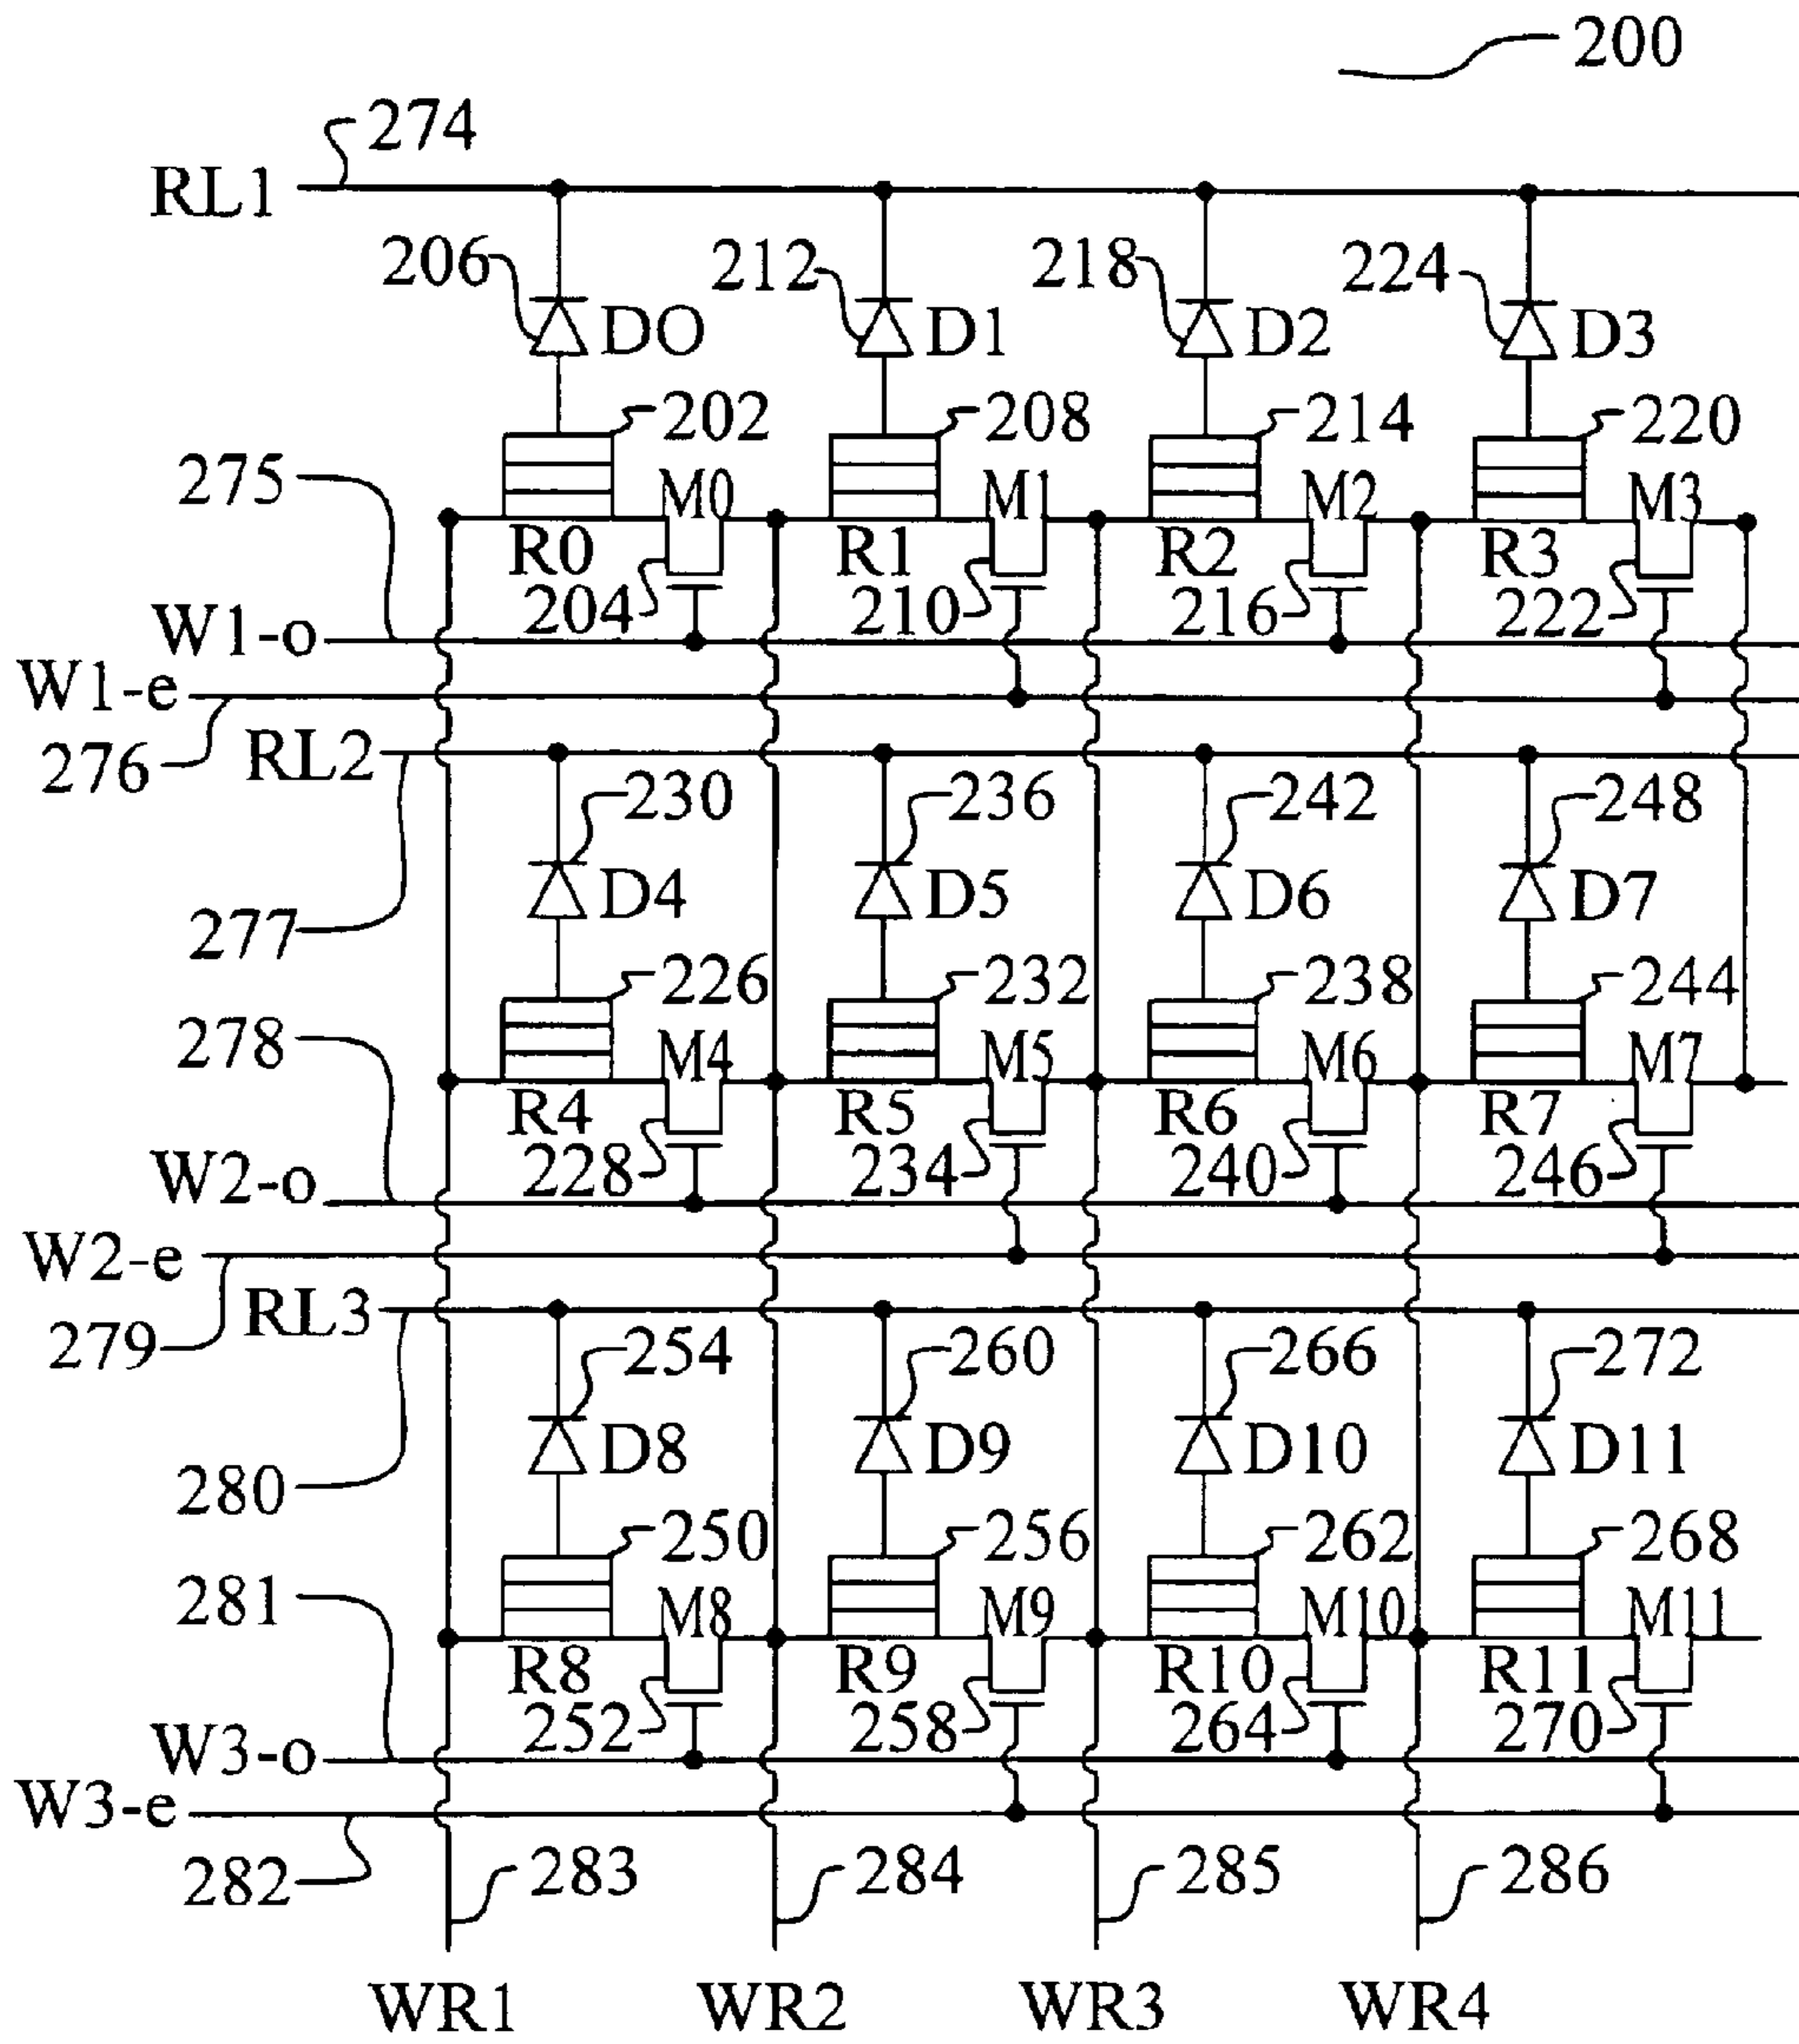 200
274
RL1
206 212 218 224
DO D1 D2 D3
202 208 214 220
275 M0 M1 M2 M3
R0 R1 R2 R3
204 210 216 222
W1-o
W1-e
276 RL2
230 236 242 248
277 D4 D5 D6 D7
226 232 238 244
278 M4 M5 M6 M7
R4 R5 R6 R7
228 234 240 246
W2-o
W2-e
RL3
279 254 260 266 272
280 D8 D9 D10 D11
250 256 262 268
281 M8 M9 M10 M11
R8 R9 R10 R11
252 258 264 270
W3-o
W3-e
282 283 284 285 286
WR1 WR2 WR3 WR4